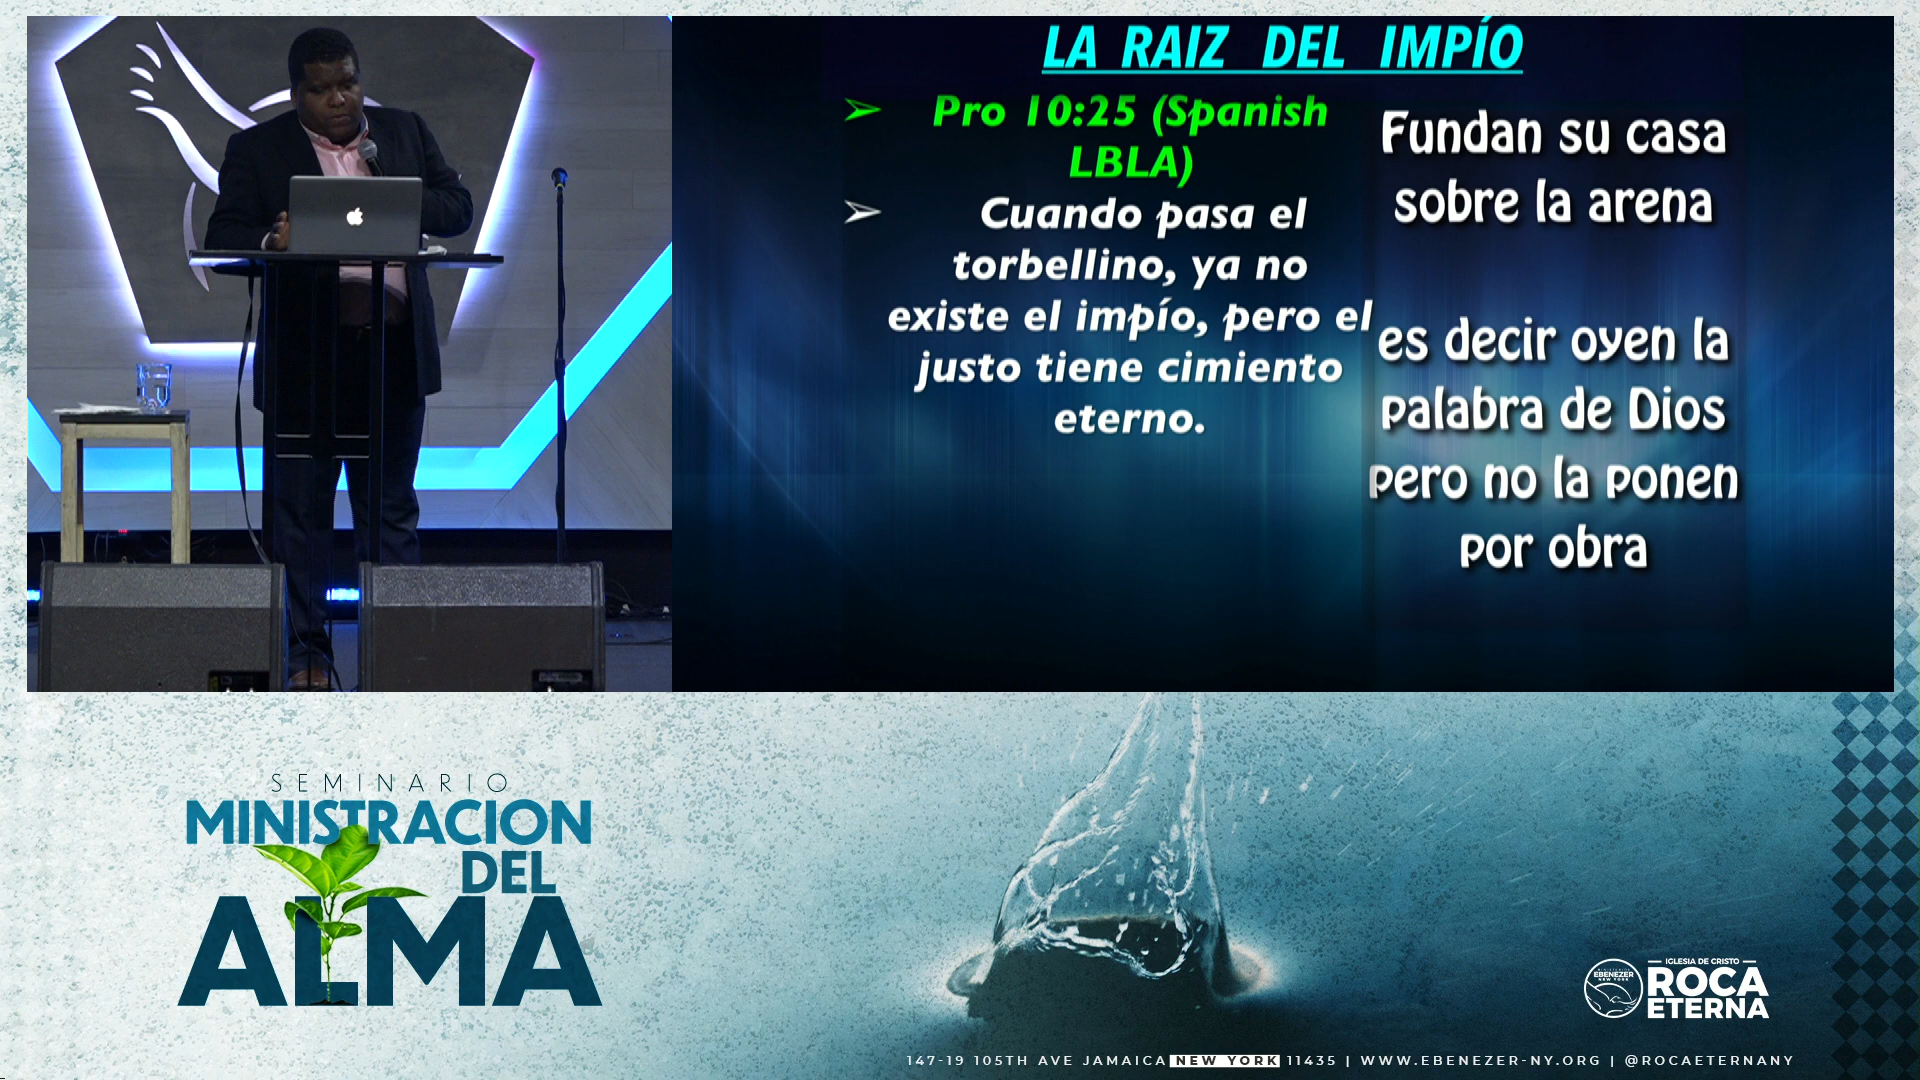 LA RAIZ DEL IMPÍO
➢ Pro 10:25 (Spanish
LBLA)
➢ Cuando pasa el
torbellino, ya no
existe el impío, pero el
justo tiene cimiento
eterno.
Fundan su casa
sobre la arena
es decir oyen la
palabra de Dios
pero no la ponen
por obra
SEMINARIO
MINISTRACION
DEL
ALMA
EBENEZER
NEW YORK
IGLESIA DE CRISTO
ROCA
ETERNA
147-19 105TH AVE JAMAICA NEW YORK 11435 | WWW.EBENEZER-NY.ORG | @ROCAETERNANY